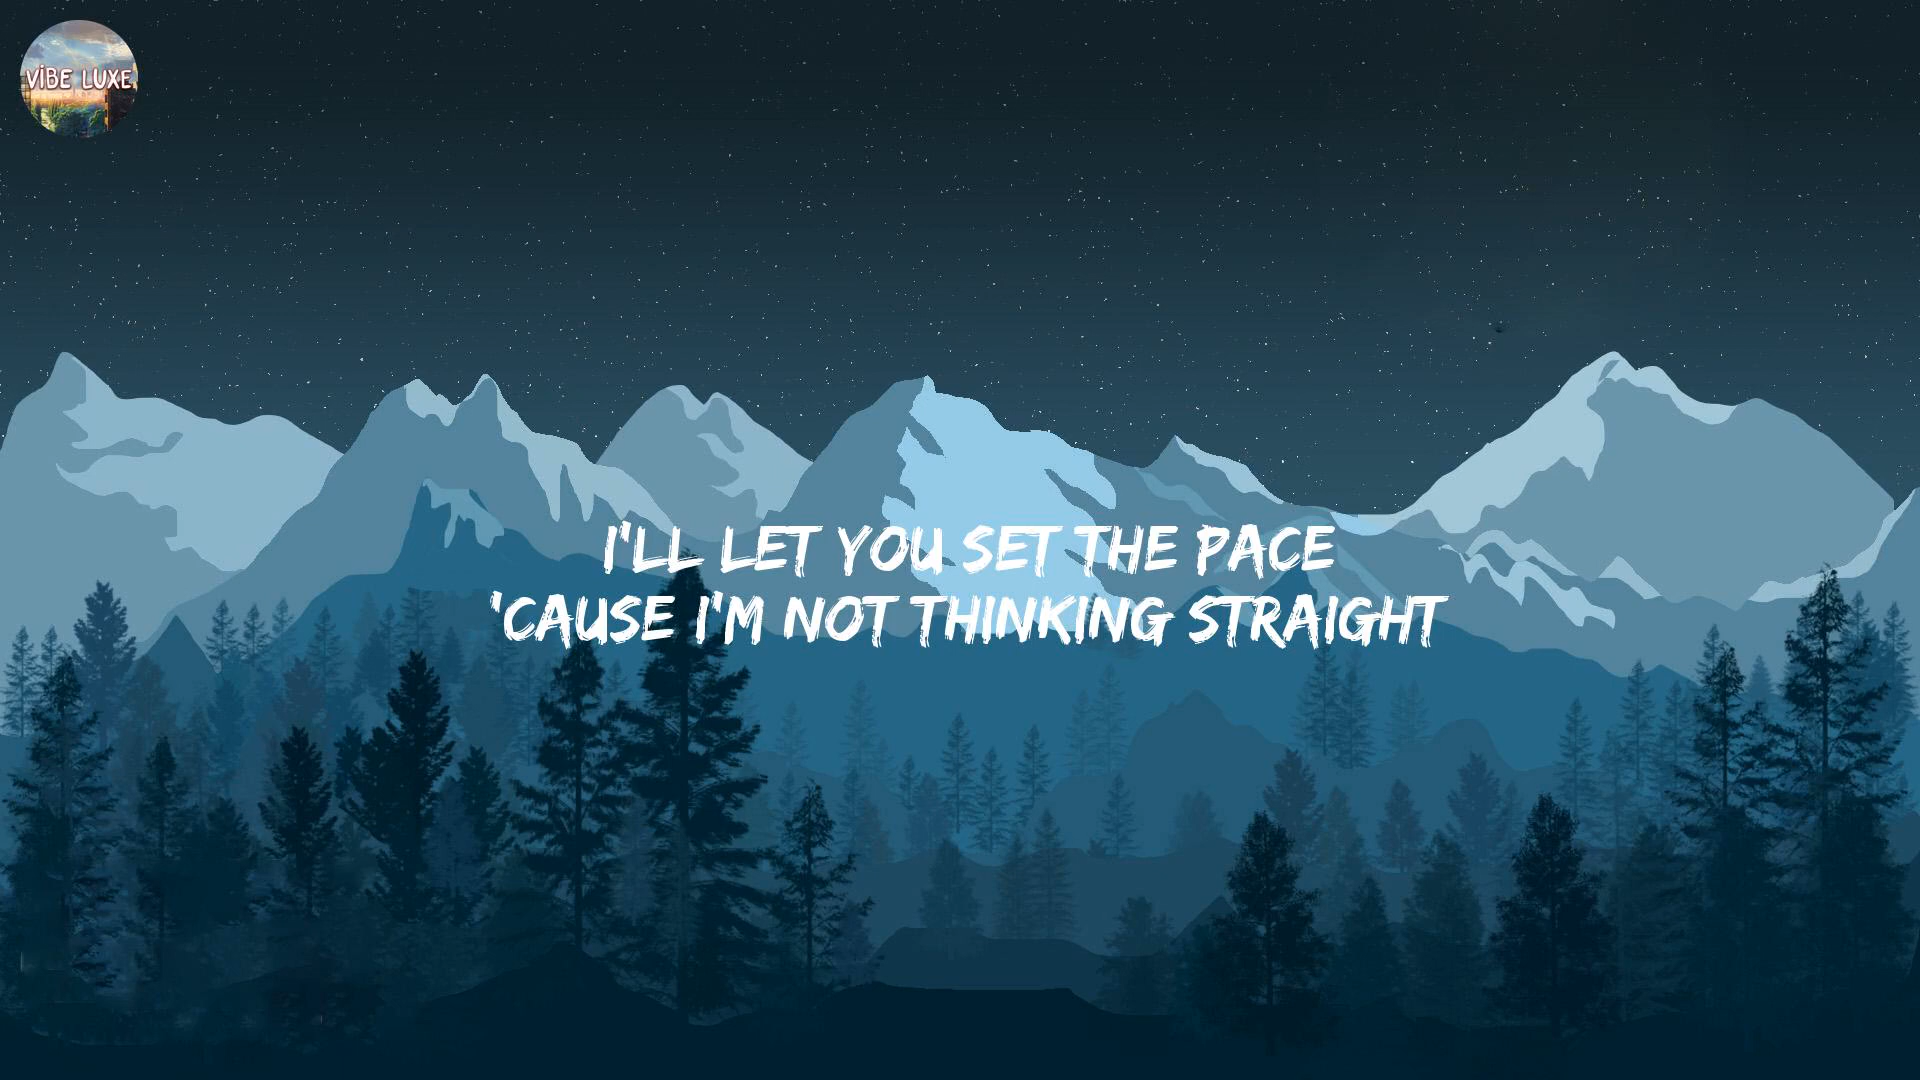 VİBE LUXE
I'LL LET YOU SET THE PACE
'CAUSE I'M NOT THINKING STRAIGHT